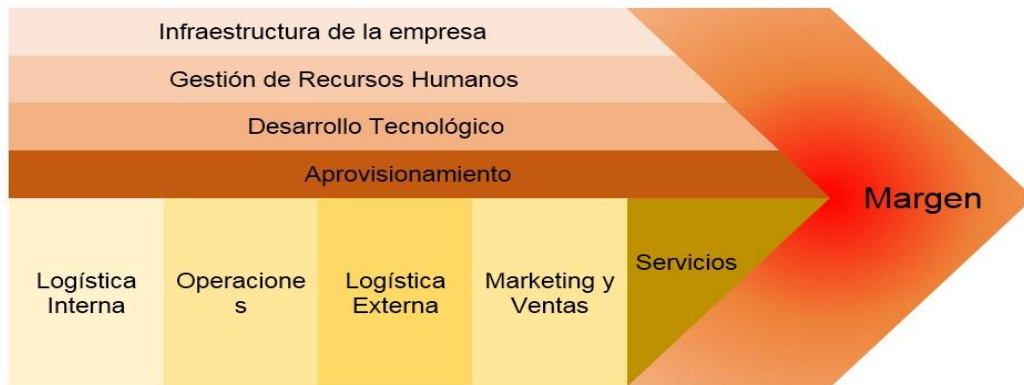 Infraestructura de la empresa
Gestión de Recursos Humanos
Desarrollo Tecnológico
Aprovisionamiento
Margen
Logística
Interna
Operacione
s
Logística
Externa
Marketing y
Ventas
Servicios